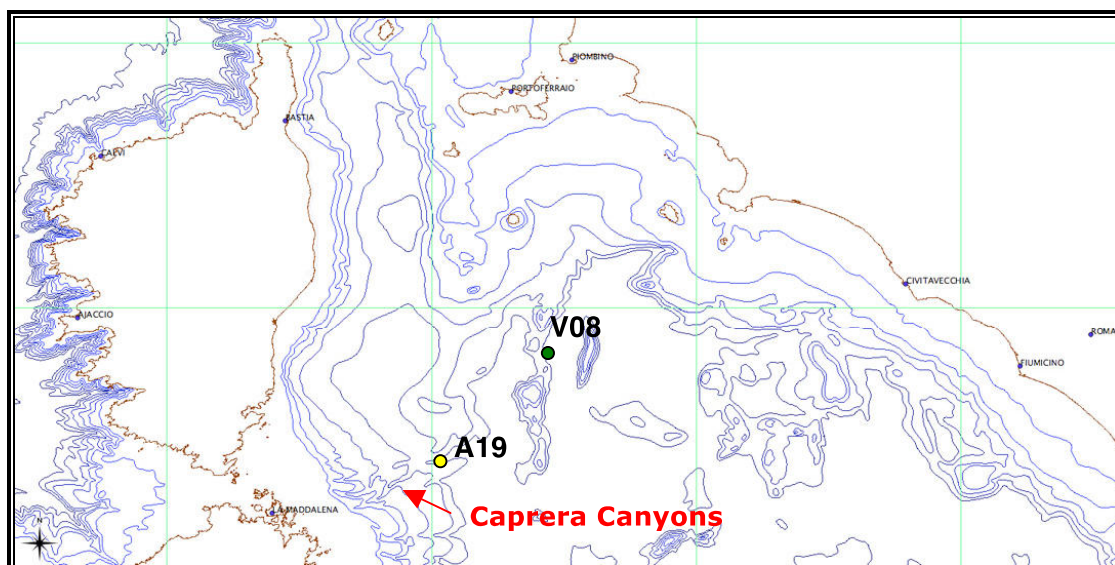 PIOMBINO
PORTOFERRAIO
BASTIA
CALVI
CIVITAVECCHIA
AJACCIO
V08
ROMA
FIUMICINO
A19
LA MADDALENA
Caprera Canyons
N